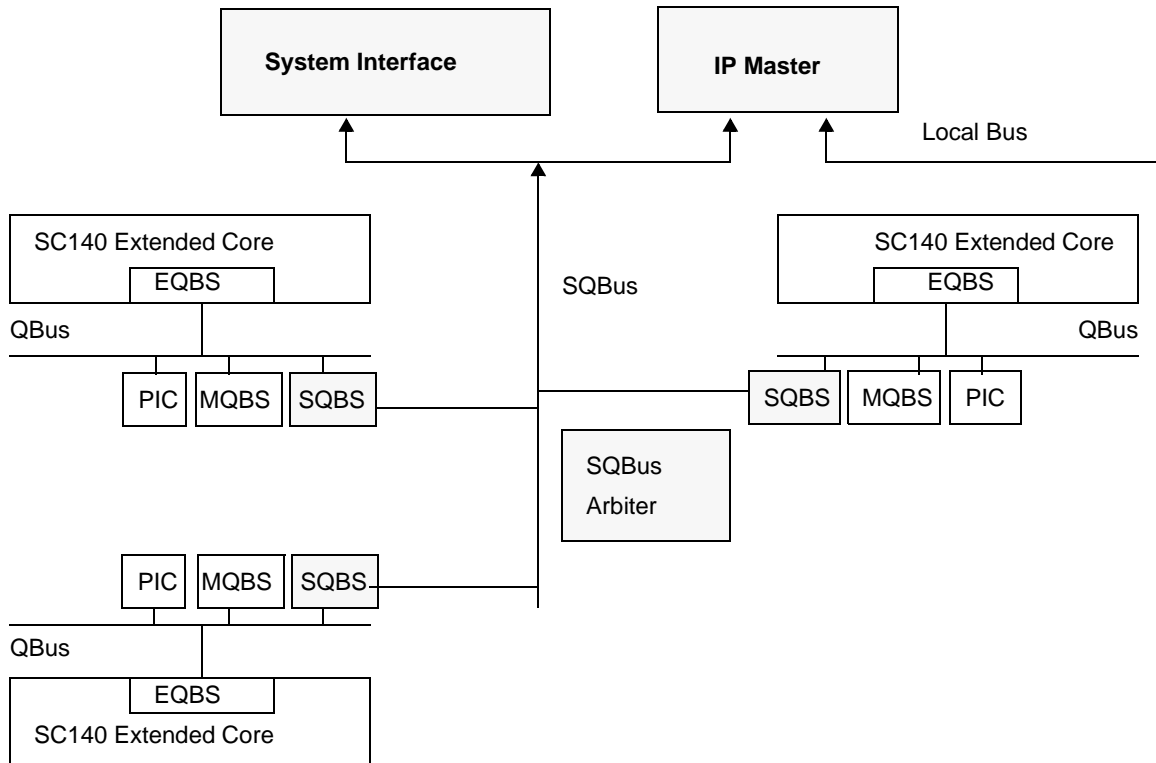 System Interface
IP Master
Local Bus
SC140 Extended Core
EQBS
SC140 Extended Core
EQBS
SQBus
QBus
QBus
PIC
MQBS
SQBS
SQBS
MQBS
PIC
SQBus
Arbiter
PIC
MQBS
SQBS
QBus
EQBS
SC140 Extended Core